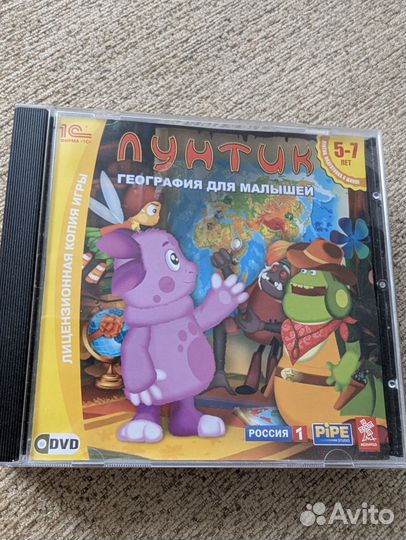 1С
ФИРМА «1С»
ЛУНТИК
ГЕОГРАФИЯ ДЛЯ МАЛЫШЕЙ
5-7
ЛЕТ
ЛИЦЕНЗИОННАЯ КОПИЯ ИГРЫ
DVD
РОССИЯ 1
PiPE
Avito